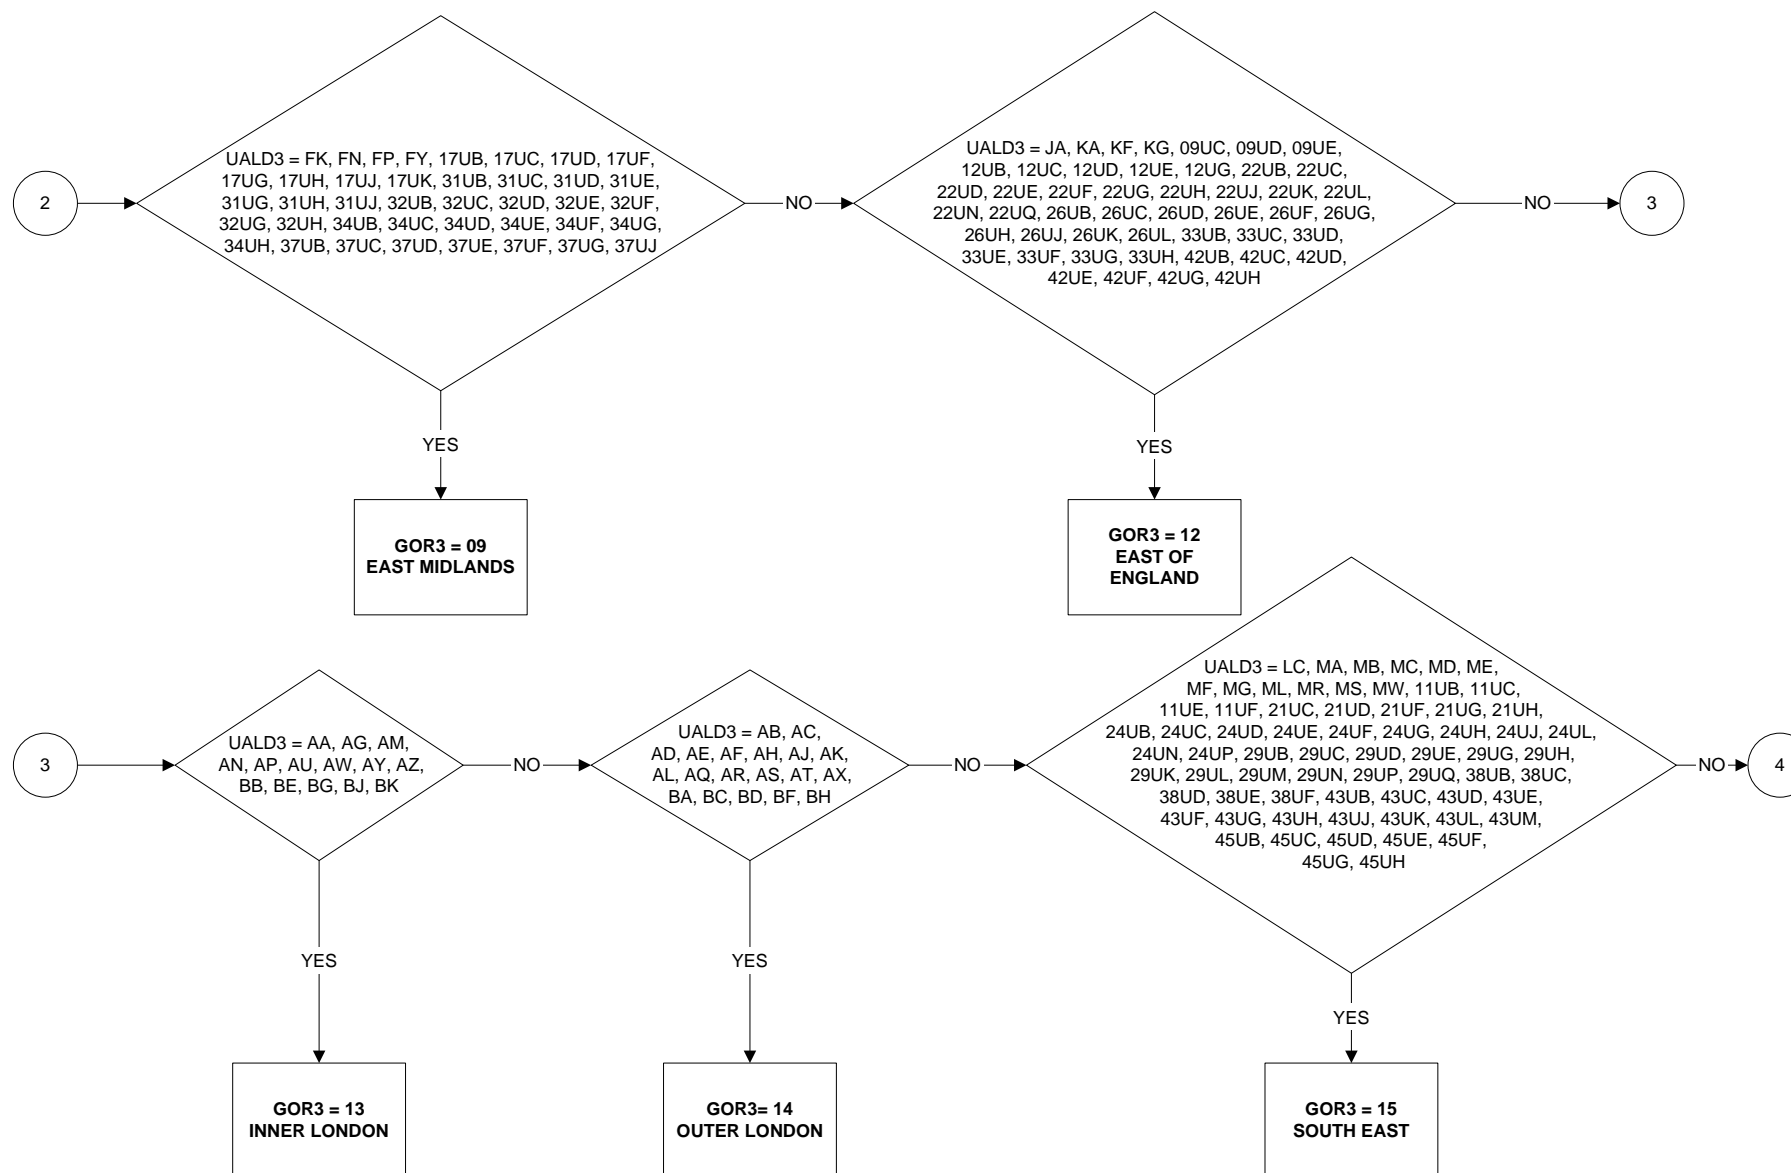 2
UALD3 = FK, FN, FP, FY, 17UB, 17UC, 17UD, 17UF,
17UG, 17UH, 17UJ, 17UK, 31UB, 31UC, 31UD, 31UE,
31UG, 31UH, 31UJ, 32UB, 32UC, 32UD, 32UE, 32UF,
32UG, 32UH, 34UB, 34UC, 34UD, 34UE, 34UF, 34UG,
34UH, 37UB, 37UC, 37UD, 37UE, 37UF, 37UG, 37UJ
NO
UALD3 = JA, KA, KF, KG, 09UC, 09UD, 09UE,
12UB, 12UC, 12UD, 12UE, 12UG, 22UB, 22UC,
22UD, 22UE, 22UF, 22UG, 22UH, 22UJ, 22UK, 22UL,
22UN, 22UQ, 26UB, 26UC, 26UD, 26UE, 26UF, 26UG,
26UH, 26UJ, 26UK, 26UL, 33UB, 33UC, 33UD,
33UE, 33UF, 33UG, 33UH, 42UB, 42UC, 42UD,
42UE, 42UF, 42UG, 42UH
NO
3
YES
YES
GOR3 = 09
EAST MIDLANDS
GOR3 = 12
EAST OF
ENGLAND
3
UALD3 = AA, AG, AM,
AN, AP, AU, AW, AY, AZ,
BB, BE, BG, BJ, BK
NO
UALD3 = AB, AC,
AD, AE, AF, AH, AJ, AK,
AL, AQ, AR, AS, AT, AX,
BA, BC, BD, BF, BH
NO
UALD3 = LC, MA, MB, MC, MD, ME,
MF, MG, ML, MR, MS, MW, 11UB, 11UC,
11UE, 11UF, 21UC, 21UD, 21UF, 21UG, 21UH,
24UB, 24UC, 24UD, 24UE, 24UF, 24UG, 24UH, 24UJ, 24UL,
24UN, 24UP, 29UB, 29UC, 29UD, 29UE, 29UG, 29UH,
29UK, 29UL, 29UM, 29UN, 29UP, 29UQ, 38UB, 38UC,
38UD, 38UE, 38UF, 43UB, 43UC, 43UD, 43UE,
43UF, 43UG, 43UH, 43UJ, 43UK, 43UL, 43UM,
45UB, 45UC, 45UD, 45UE, 45UF,
45UG, 45UH
NO
4
YES
YES
YES
GOR3 = 13
INNER LONDON
GOR3= 14
OUTER LONDON
GOR3 = 15
SOUTH EAST